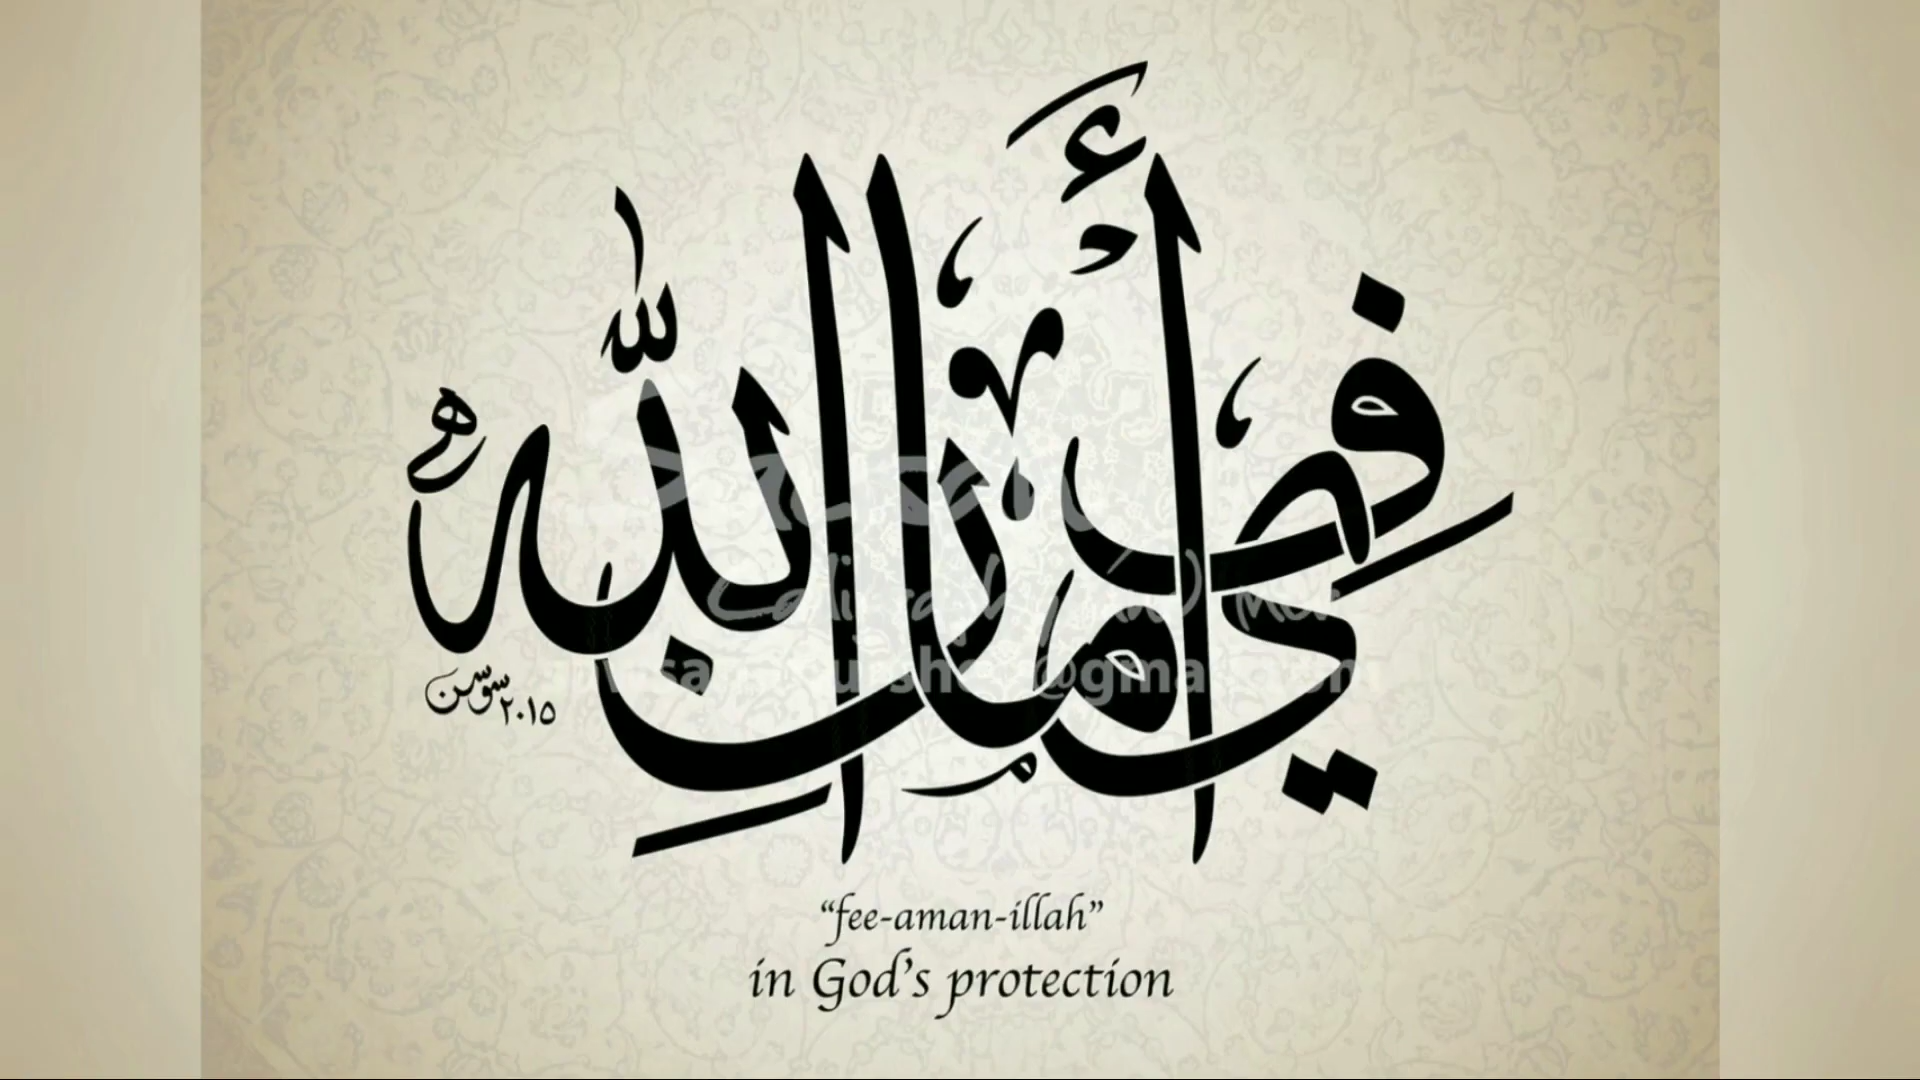 في أمان الله
سوسن
٢٠١٥
“fee-aman-illah”
in God’s protection